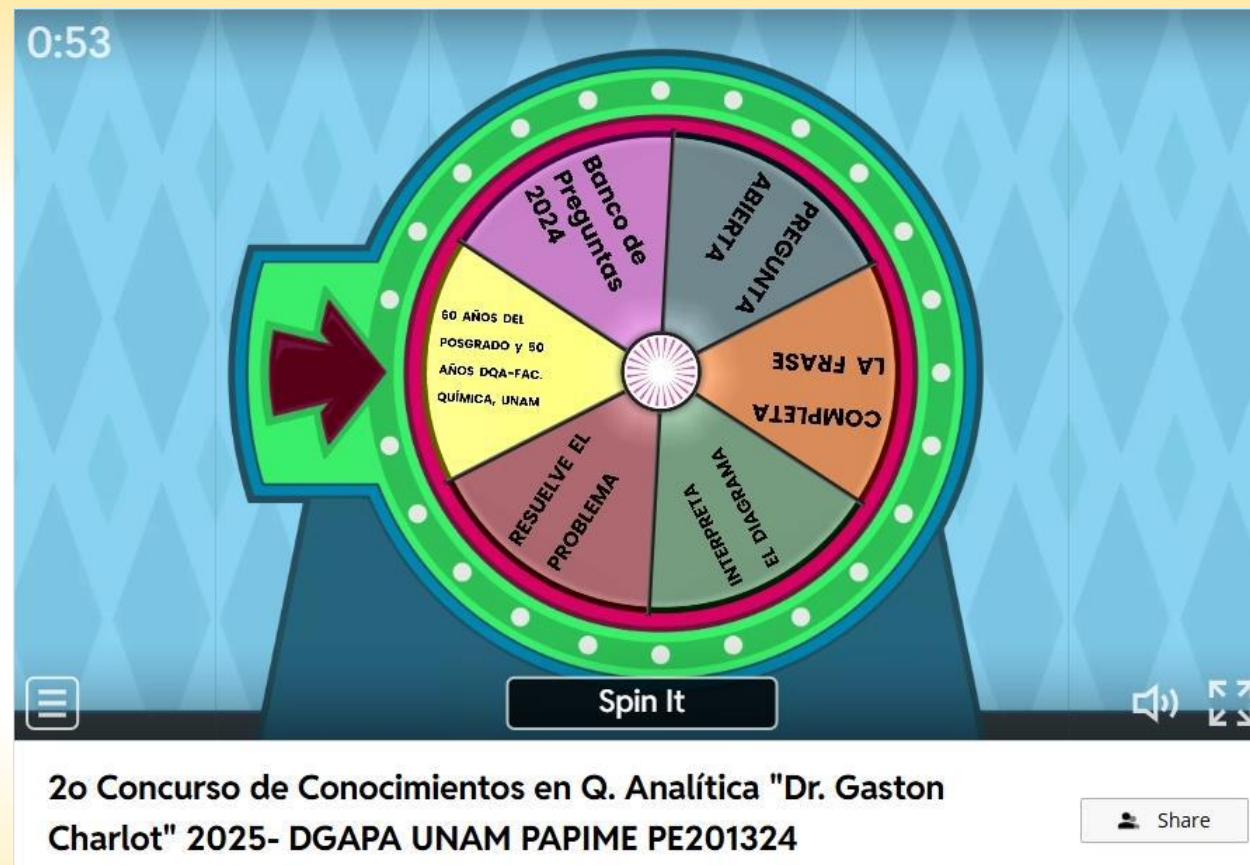 0:53
Banco de
Preguntas
2024
PREGUNTA
ABIERTA
LA FRASE
COMPLETA
INTERPRETA
EL DIAGRAMA
RESUELVE EL
PROBLEMA
60 AÑOS DEL
POSGRADO y 50
AÑOS DQA-FAC.
QUÍMICA, UNAM
Spin It
2o Concurso de Conocimientos en Q. Analítica "Dr. Gaston
Charlot" 2025- DGAPA UNAM PAPIME PE201324
Share